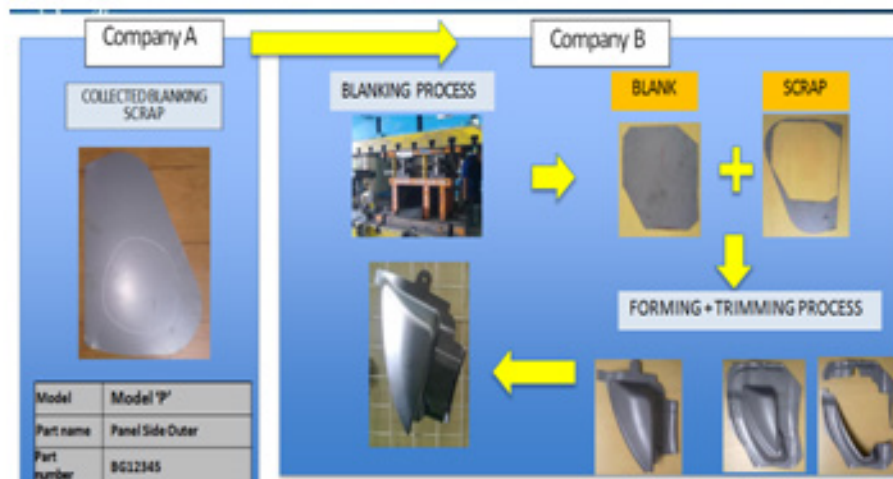 Company A
Company B
COLLECTED BLANKING
SCRAP
BLANKING PROCESS
BLANK
SCRAP
FORMING + TRIMMING PROCESS
Model
Model 'P'
Part name
Panel Side Outer
Part
number
BG12345